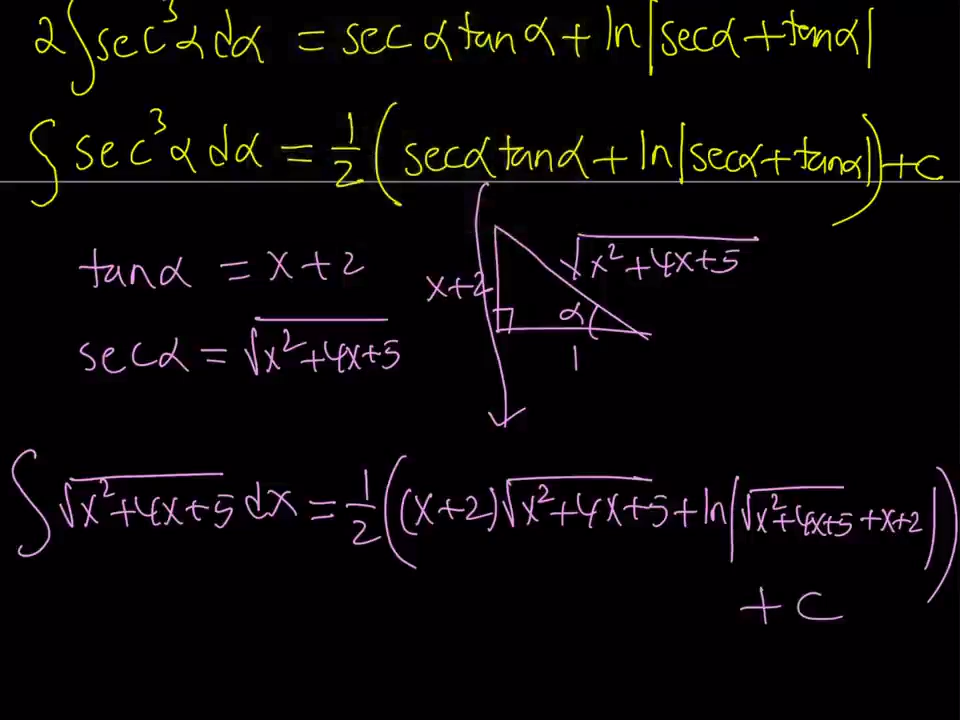 2∫sec³α dα = secα tanα + ln|secα + tanα|
∫sec³α dα = 1/2(secα tanα + ln|secα + tanα|) + c
tanα = x+2
x+2
√(x²+4x+5)
α
1
secα = √(x²+4x+5)
∫√(x²+4x+5) dx = 1/2((x+2)√(x²+4x+5) + ln|√(x²+4x+5) + x+2|)
+ c